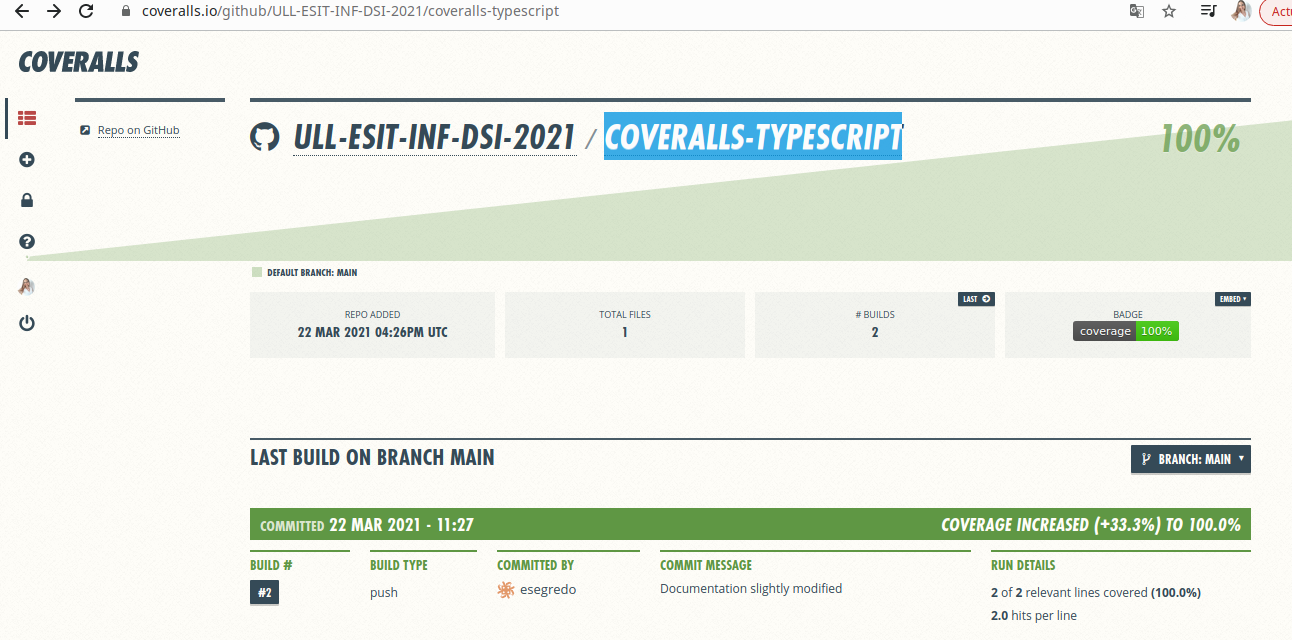 coveralls.io/github/ULL-ESIT-INF-DSI-2021/coveralls-typescript
Actu
COVERALLS
Repo on GitHub
ULL-ESIT-INF-DSI-2021 / COVERALLS-TYPESCRIPT
100%
DEFAULT BRANCH: MAIN
REPO ADDED
22 MAR 2021 04:26PM UTC
TOTAL FILES
1
LAST
# BUILDS
2
EMBED
BADGE
coverage 100%
LAST BUILD ON BRANCH MAIN
BRANCH: MAIN
COMMITTED 22 MAR 2021 - 11:27
COVERAGE INCREASED (+33.3%) TO 100.0%
BUILD #
#2
BUILD TYPE
push
COMMITTED BY
esegredo
COMMIT MESSAGE
Documentation slightly modified
RUN DETAILS
2 of 2 relevant lines covered (100.0%)
2.0 hits per line